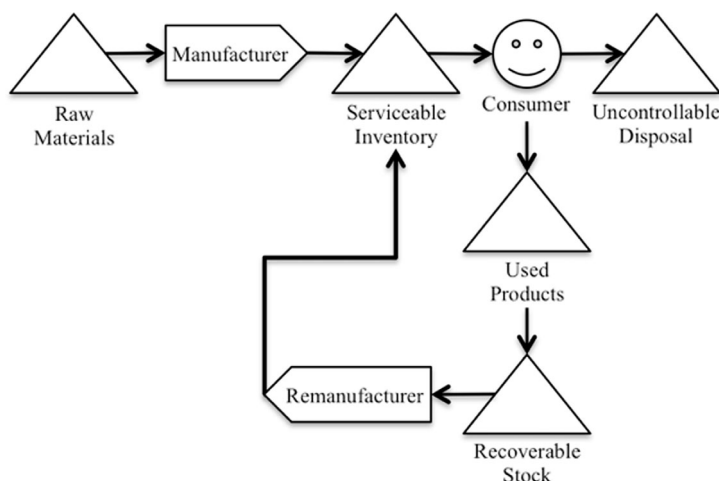 Manufacturer
Raw
Materials
Serviceable
Inventory
Consumer
Uncontrollable
Disposal
Used
Products
Remanufacturer
Recoverable
Stock